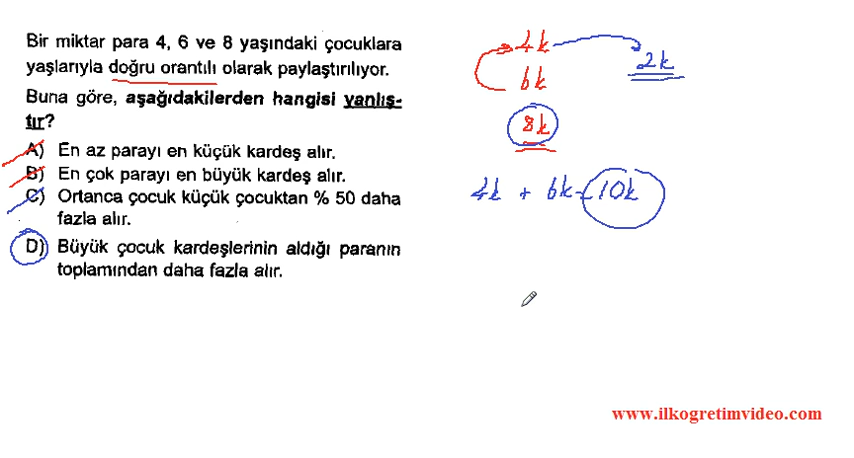 Bir miktar para 4, 6 ve 8 yaşındaki çocuklara
yaşlarıyla doğru orantılı olarak paylaştırılıyor.
Buna göre, aşağıdakilerden hangisi yanlış-
tır?
A) En az parayı en küçük kardeş alır.
B) En çok parayı en büyük kardeş alır.
C) Ortanca çocuk küçük çocuktan % 50 daha
fazla alır.
D) Büyük çocuk kardeşlerinin aldığı paranın
toplamından daha fazla alır.
4k
2k
6k
8k
4k + 6k = 10k
www.ilkogretimvideo.com